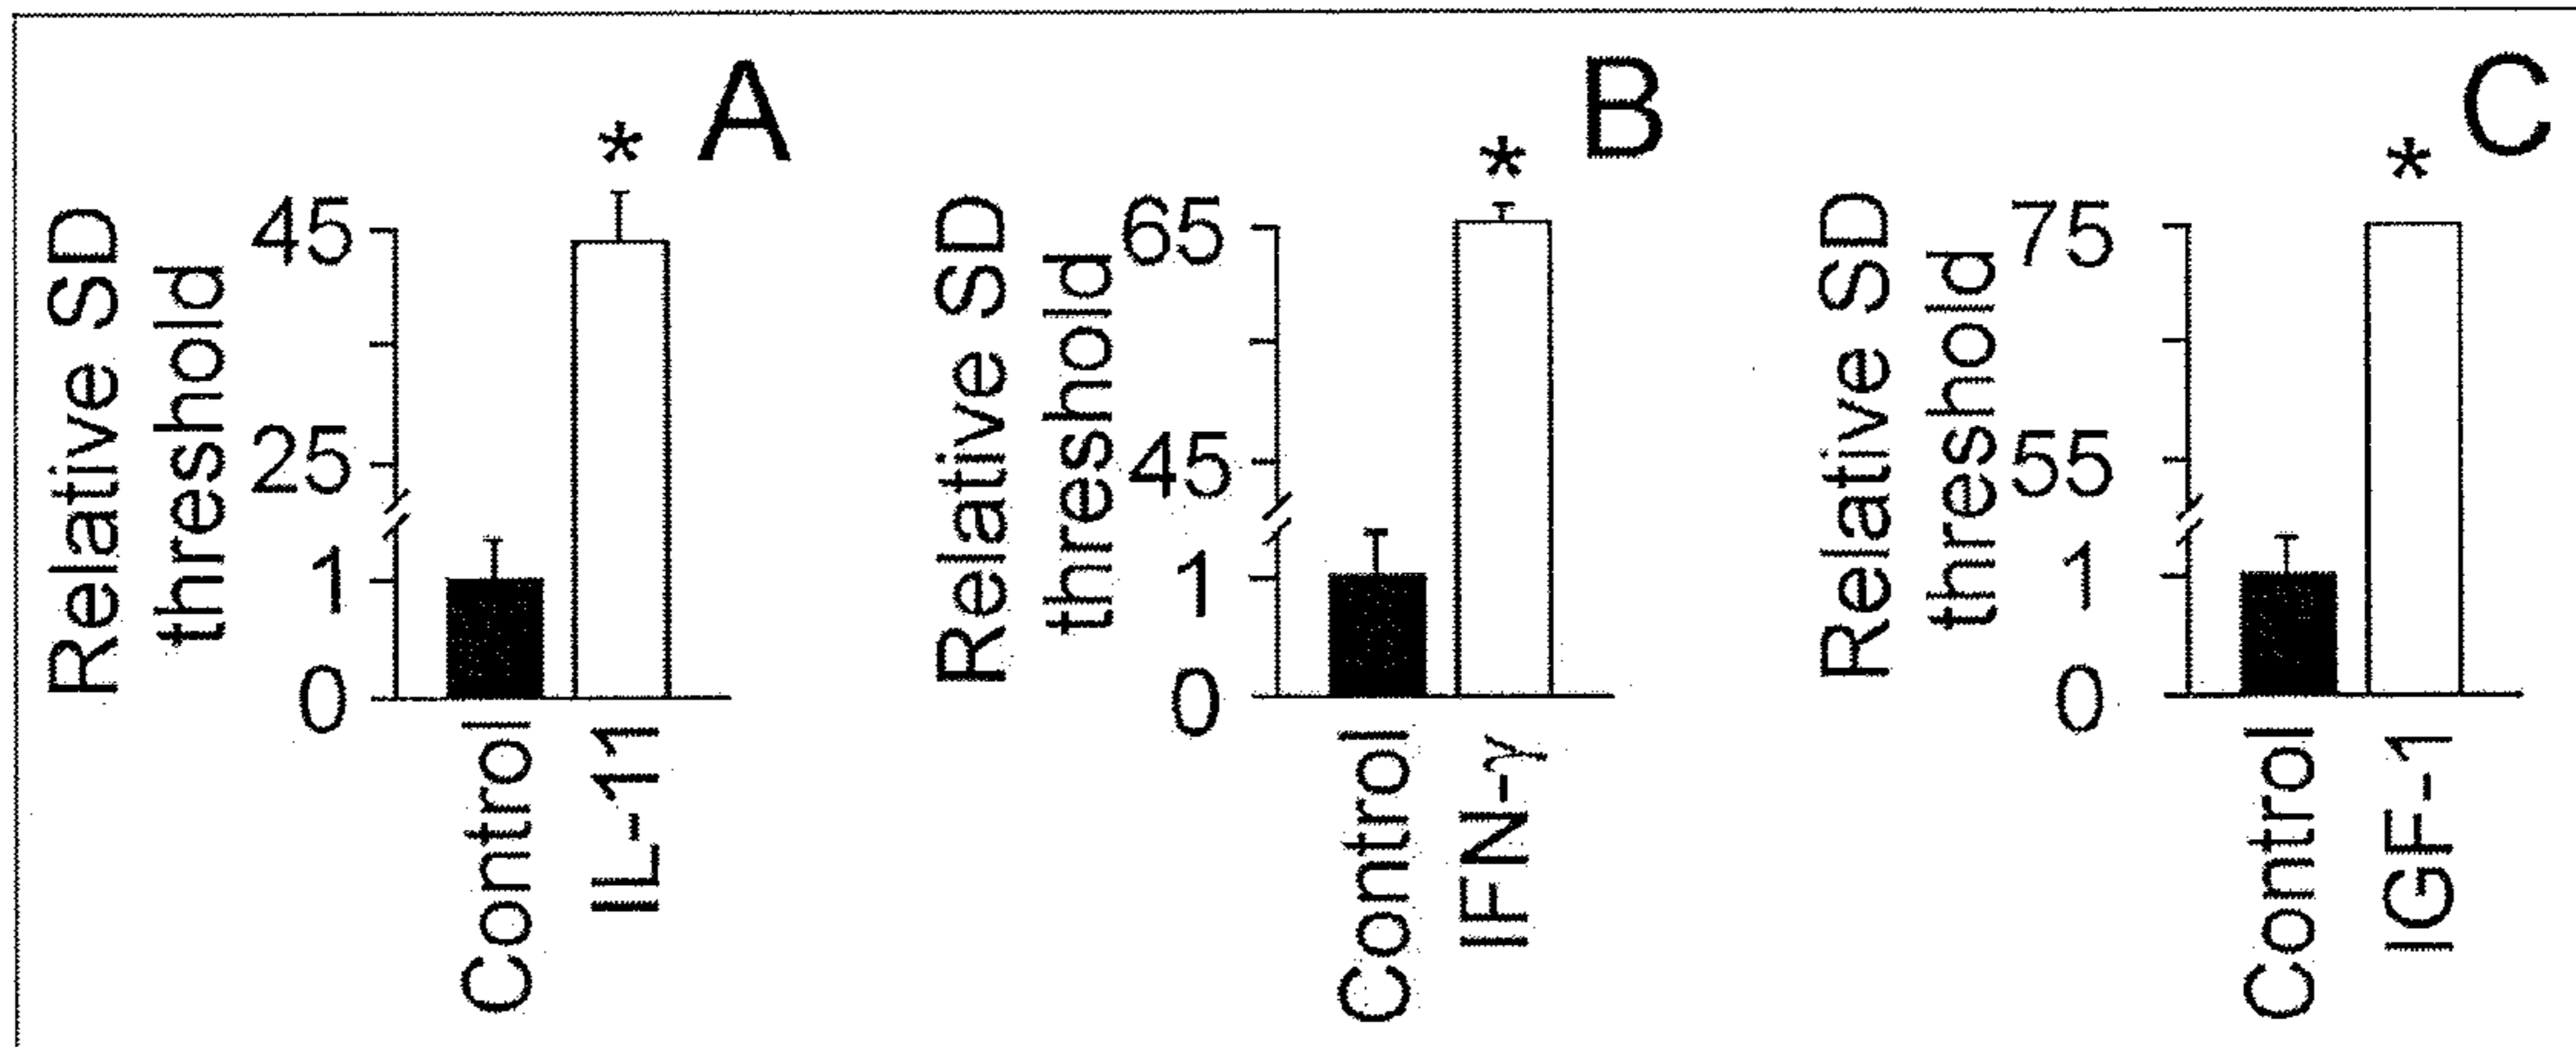 A
*
Relative SD
threshold
45
25
1
0
Control
IL-11
B
*
Relative SD
threshold
65
45
1
0
Control
IFN-γ
C
*
Relative SD
threshold
75
55
1
0
Control
IGF-1